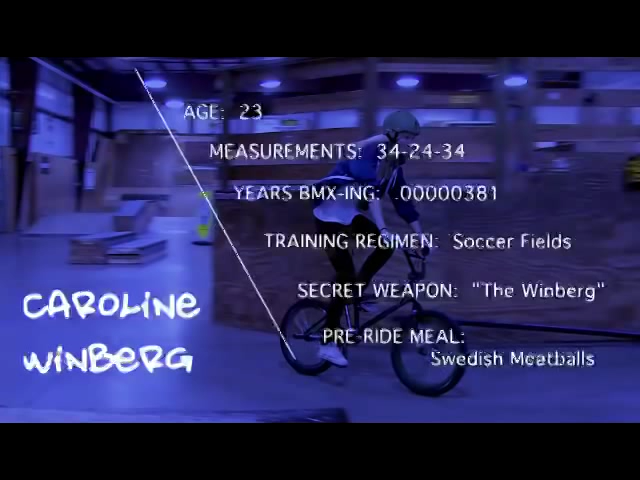 AGE: 23
MEASUREMENTS: 34-24-34
YEARS BMX-ING: .00000381
TRAINING REGIMEN: Soccer Fields
SECRET WEAPON: "The Winberg"
PRE-RIDE MEAL:
Swedish Meatballs
CAROLINE
WINBERG